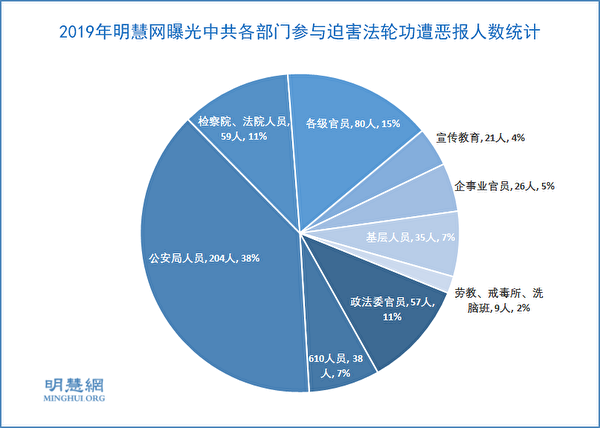 2019年明慧网曝光中共各部门参与迫害法轮功遭恶报人数统计
检察院、法院人员,
59人, 11%
各级官员, 80人, 15%
宣传教育, 21人, 4%
企事业官员, 26人, 5%
基层人员, 35人, 7%
公安局人员, 204人, 38%
劳教、戒毒所、洗
脑班, 9人, 2%
政法委官员, 57人,
11%
610人员, 38
人, 7%
明慧網
MINGHUI.ORG